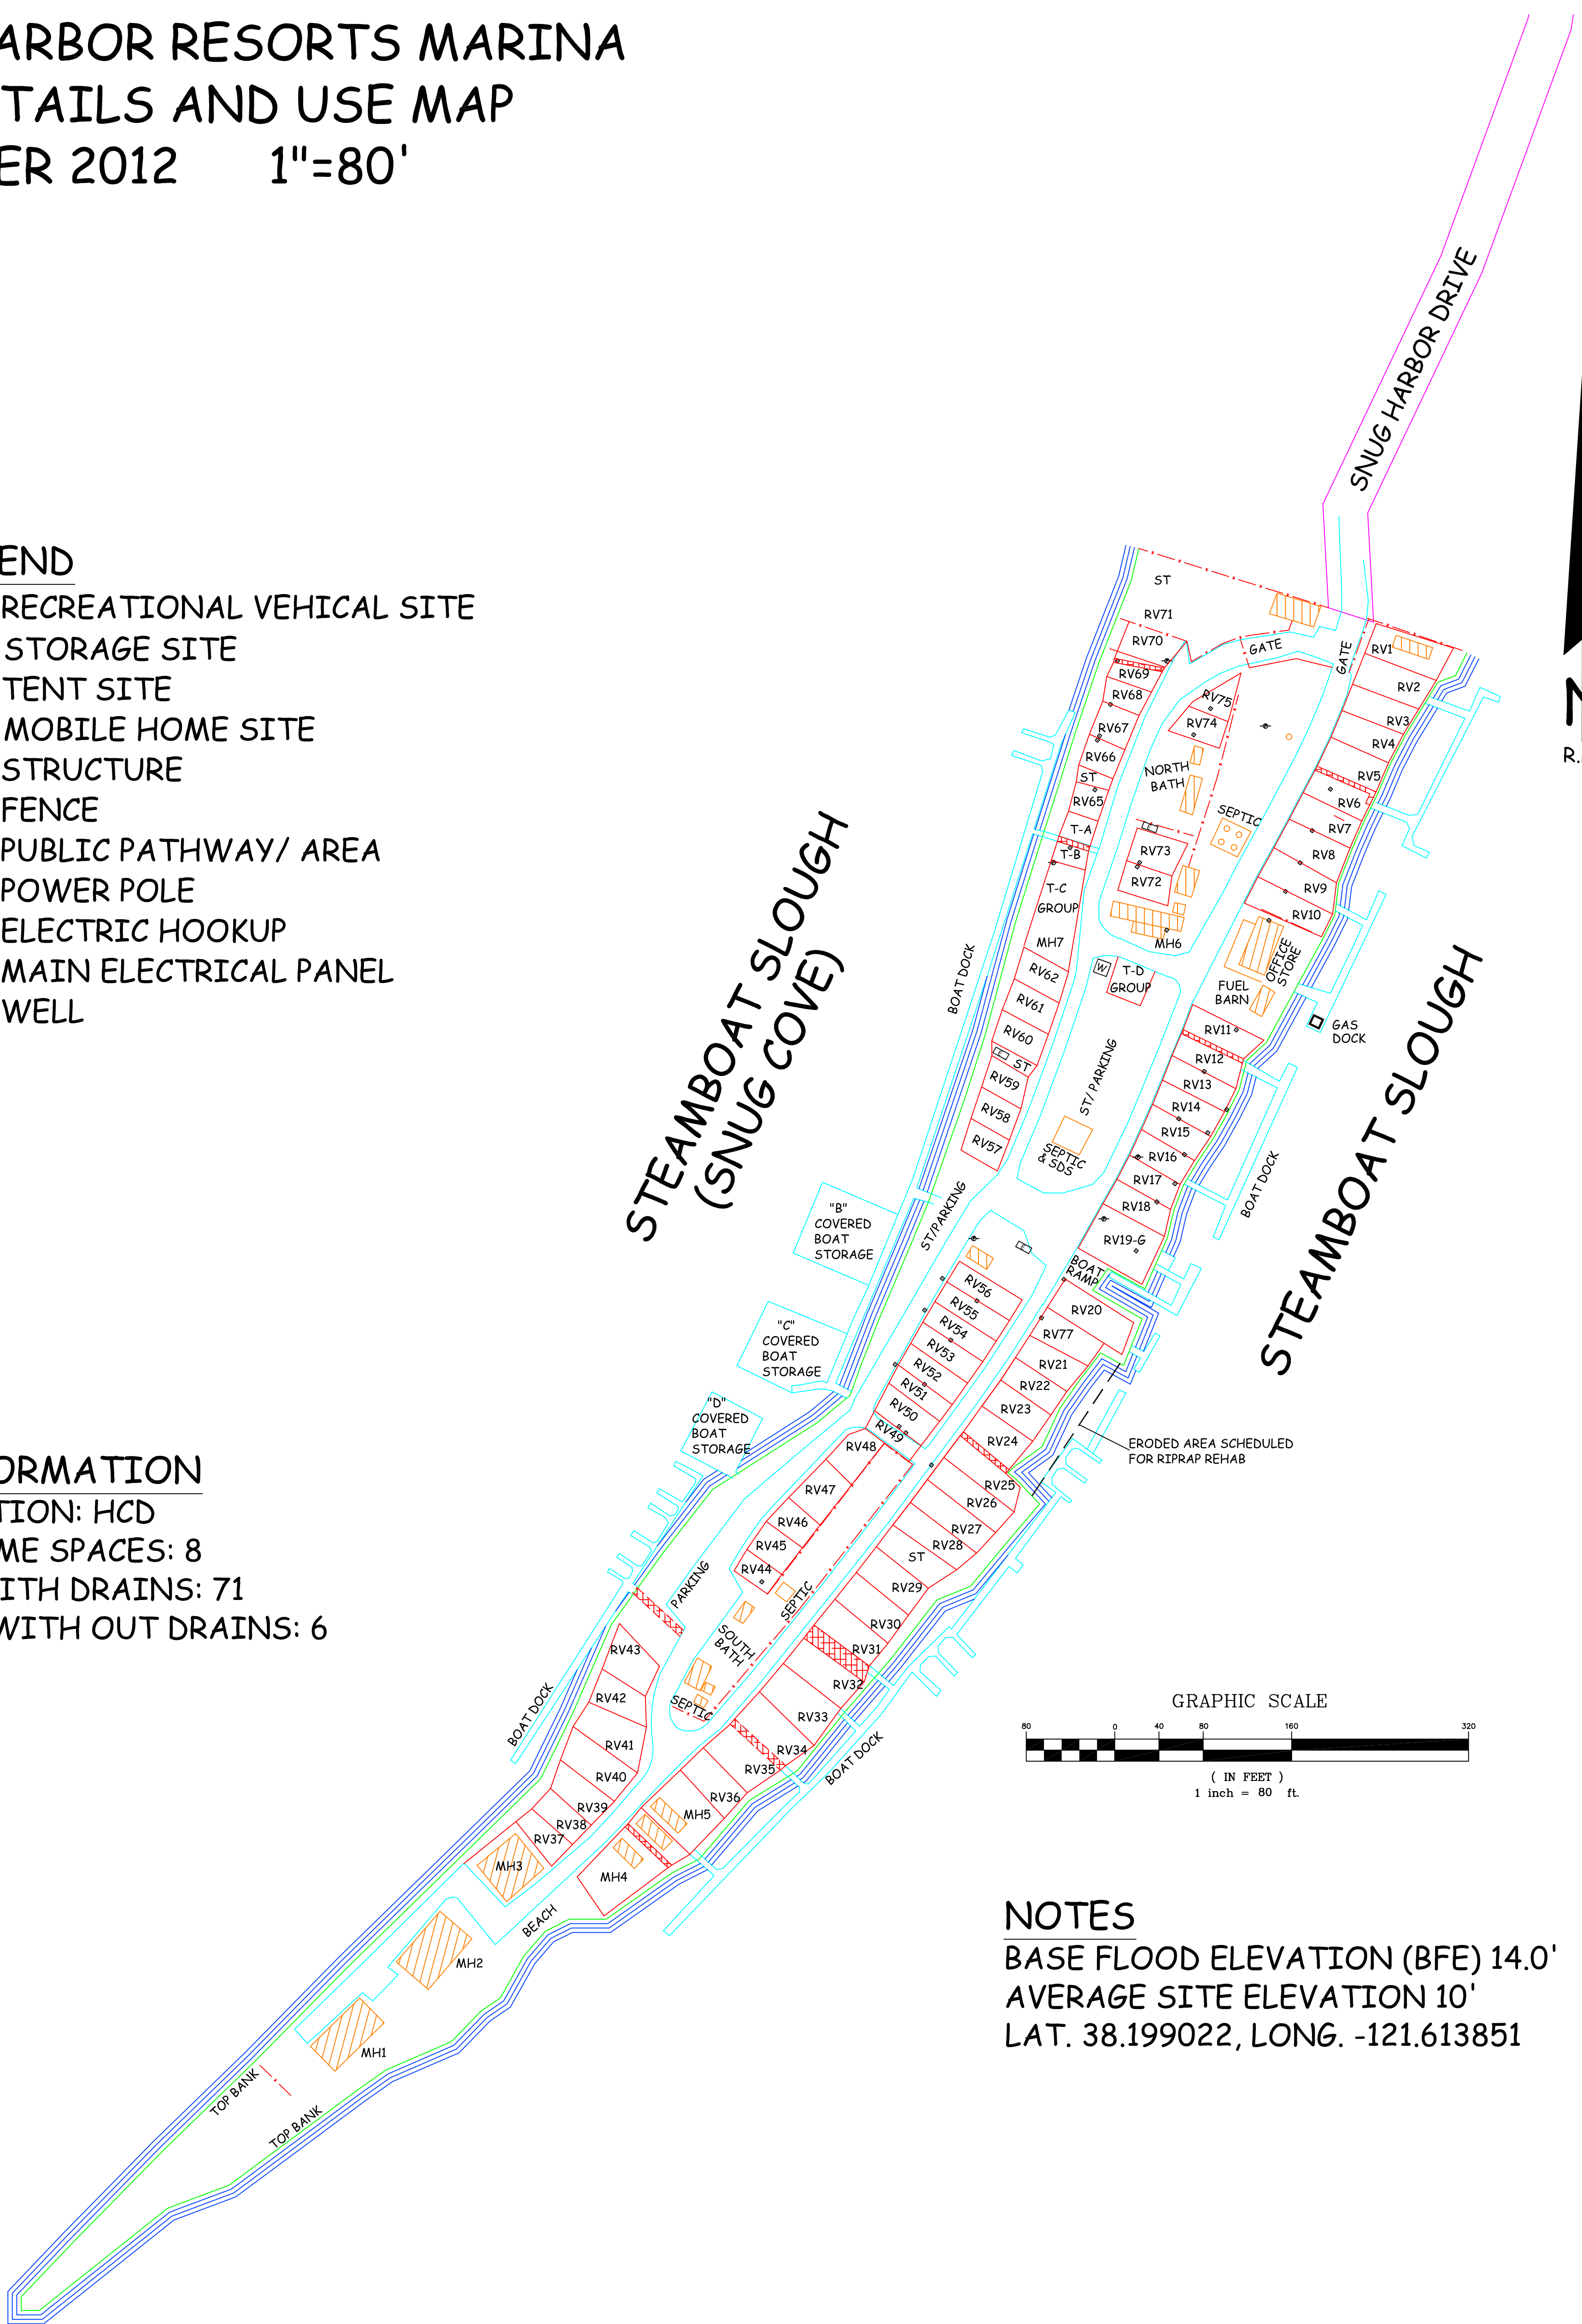 ARBOR RESORTS MARINA
TAILS AND USE MAP
ER 2012 1"=80'
SNUG HARBOR DRIVE
END
RECREATIONAL VEHICAL SITE
STORAGE SITE
TENT SITE
MOBILE HOME SITE
STRUCTURE
FENCE
PUBLIC PATHWAY/ AREA
POWER POLE
ELECTRIC HOOKUP
MAIN ELECTRICAL PANEL
WELL
N
R.
ST
RV71
RV70
RV69
RV68
RV67
RV66
ST
RV65
T-A
T-B
T-C
GROUP
MH7
RV62
RV61
RV60
E
ST
RV59
RV58
RV57
GATE
GATE
RV75
RV74
NORTH
BATH
SEPTIC
E
RV73
RV72
MH6
W
T-D
GROUP
ST/ PARKING
SEPTIC
& SDS
RV1
RV2
RV3
RV4
RV5
RV6
RV7
RV8
RV9
RV10
OFFICE
STORE
FUEL
BARN
GAS
DOCK
RV11
RV12
RV13
RV14
RV15
RV16
RV17
RV18
RV19-G
BOAT
RAMP
BOAT DOCK
BOAT DOCK
STEAMBOAT SLOUGH
(SNUG COVE)
STEAMBOAT SLOUGH
"B"
COVERED
BOAT
STORAGE
"C"
COVERED
BOAT
STORAGE
"D"
COVERED
BOAT
STORAGE
ST/PARKING
E
RV56
RV55
RV54
RV53
RV52
RV51
RV50
RV49
RV48
RV47
RV46
RV45
RV44
RV20
RV77
RV21
RV22
RV23
RV24
RV25
RV26
RV27
RV28
ST
RV29
RV30
RV31
RV32
RV33
RV34
RV35
RV36
MH5
MH4
ERODED AREA SCHEDULED
FOR RIPRAP REHAB
PARKING
SEPTIC
SOUTH
BATH
SEPTIC
RV43
RV42
RV41
RV40
RV39
RV38
RV37
MH3
MH2
MH1
BOAT DOCK
BOAT DOCK
BEACH
TOP BANK
TOP BANK
ORMATION
TION: HCD
ME SPACES: 8
ITH DRAINS: 71
WITH OUT DRAINS: 6
GRAPHIC SCALE
80 0 40 80 160 320
( IN FEET )
1 inch = 80 ft.
NOTES
BASE FLOOD ELEVATION (BFE) 14.0'
AVERAGE SITE ELEVATION 10'
LAT. 38.199022, LONG. -121.613851